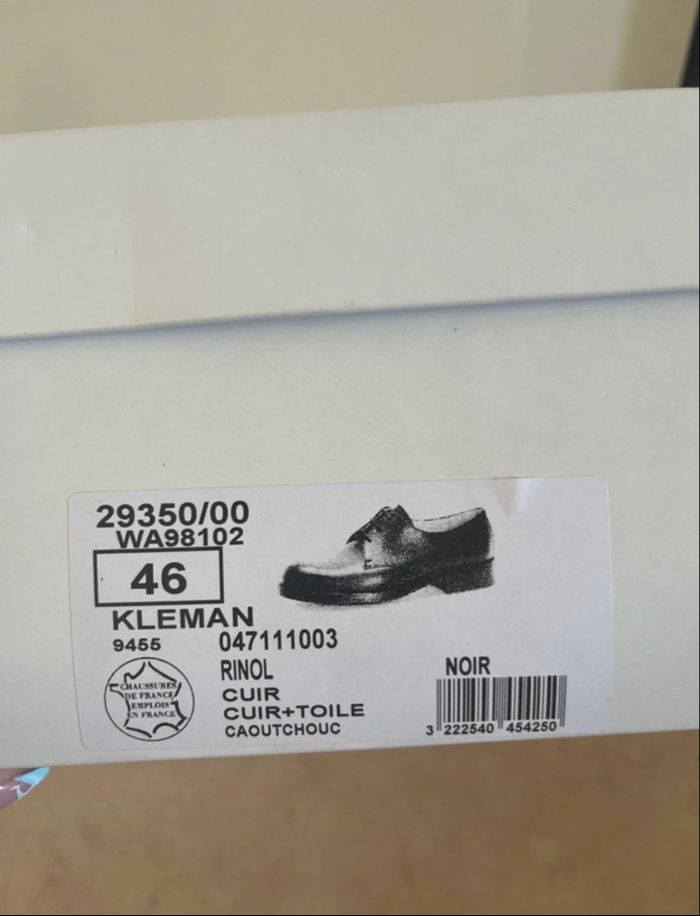 29350/00
WA98102
46
KLEMAN
9455 047111003
RINOL NOIR
CUIR
CUIR+TOILE
CAOUTCHOUC
CHAUSSURES
DE FRANCE
EMPLOIS
EN FRANCE
3 222540 454250